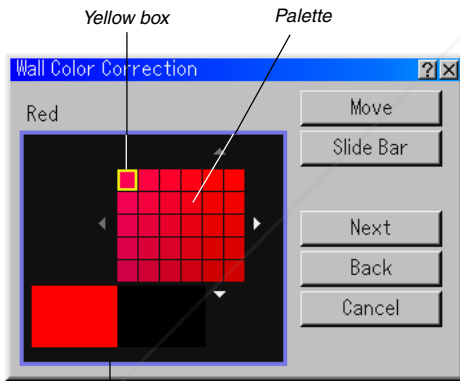 Yellow box
Palette
Wall Color Correction
Red
Move
Slide Bar
Next
Back
Cancel